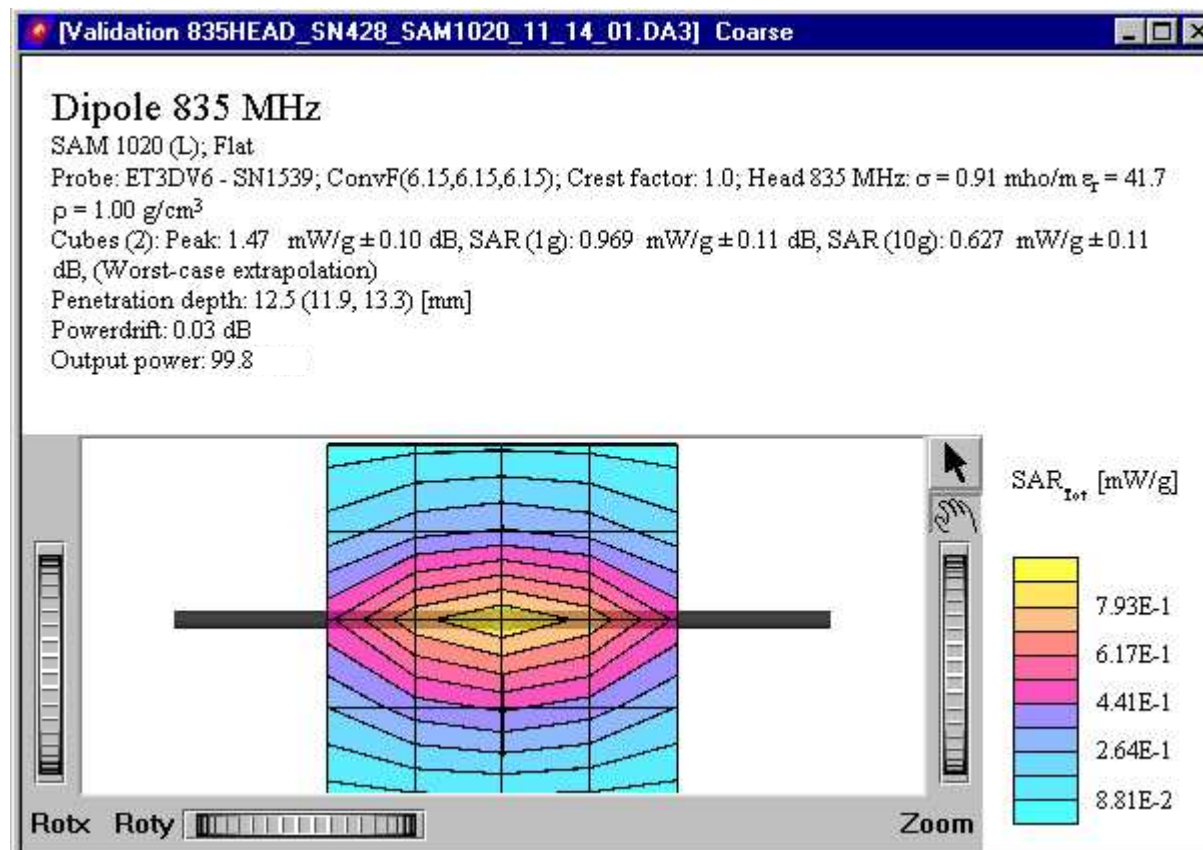 [Validation 835HEAD_SN428_SAM1020_11_14_01.DA3] Coarse
Dipole 835 MHz
SAM 1020 (L); Flat
Probe: ET3DV6 - SN1539; ConvF(6.15,6.15,6.15); Crest factor: 1.0; Head 835 MHz: σ = 0.91 mho/m εr = 41.7
ρ = 1.00 g/cm³
Cubes (2): Peak: 1.47 mW/g ± 0.10 dB, SAR (1g): 0.969 mW/g ± 0.11 dB, SAR (10g): 0.627 mW/g ± 0.11
dB, (Worst-case extrapolation)
Penetration depth: 12.5 (11.9, 13.3) [mm]
Powerdrift: 0.03 dB
Output power: 99.8
SARTot [mW/g]
7.93E-1
6.17E-1
4.41E-1
2.64E-1
8.81E-2
Rotx Roty Zoom